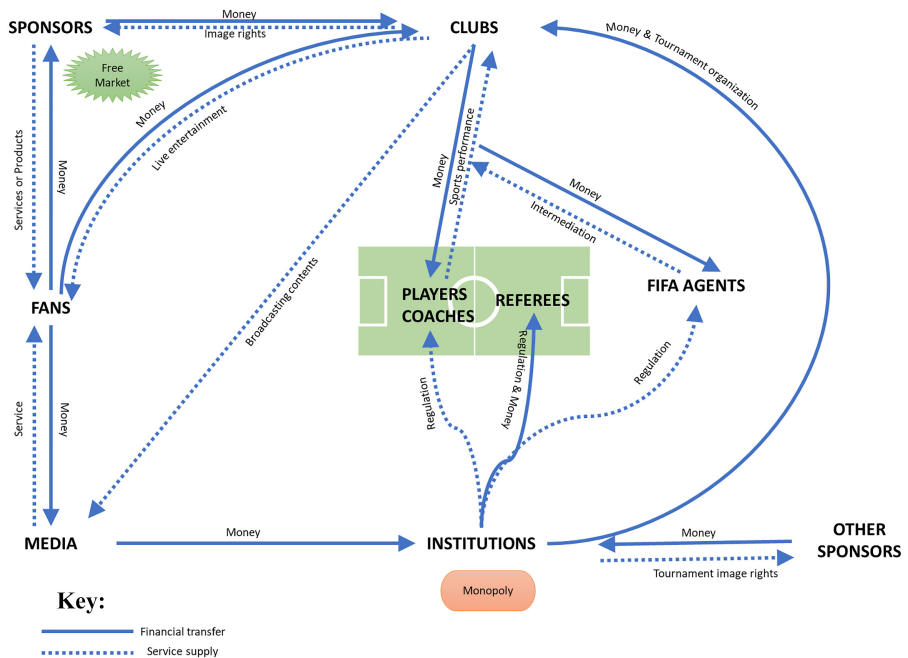 SPONSORS
Money
Image rights
CLUBS
Free
Market
Money
Live entertainment
Money & Tournament organization
Services or Products
Money
Money
Sports performance
Money
Intermediation
Broadcasting contents
FANS
PLAYERS
COACHES
REFEREES
FIFA AGENTS
Service
Money
Regulation
Regulation & Money
Regulation
MEDIA
Money
INSTITUTIONS
Money
Tournament image rights
OTHER
SPONSORS
Monopoly
Key:
Financial transfer
Service supply